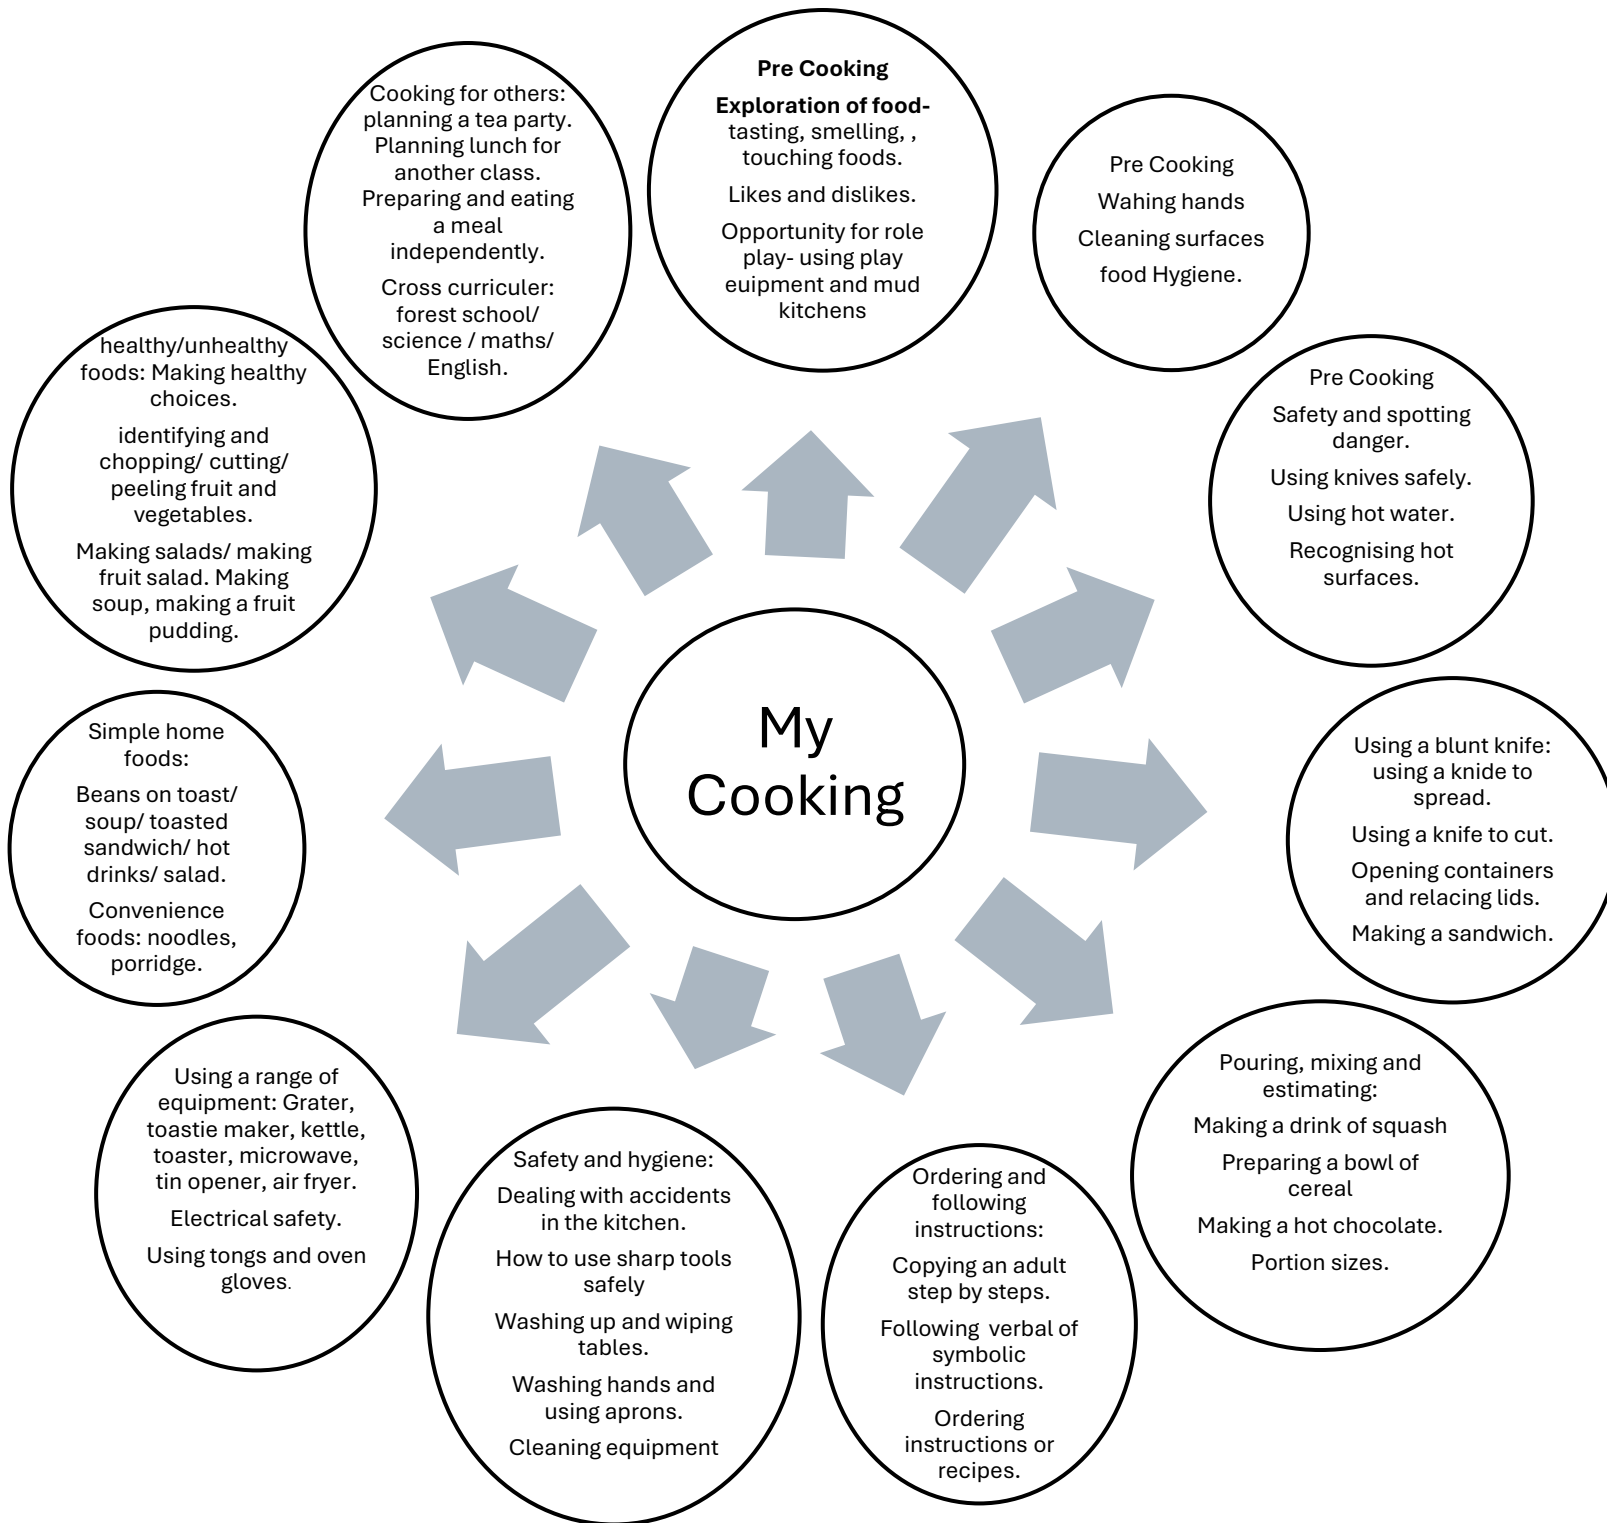 Pre Cooking
Exploration of food-
tasting, smelling, ,
touching foods.
Likes and dislikes.
Opportunity for role
play- using play
euipment and mud
kitchens
Pre Cooking
Wahing hands
Cleaning surfaces
food Hygiene.
Pre Cooking
Safety and spotting
danger.
Using knives safely.
Using hot water.
Recognising hot
surfaces.
Using a blunt knife:
using a knide to
spread.
Using a knife to cut.
Opening containers
and relacing lids.
Making a sandwich.
Pouring, mixing and
estimating:
Making a drink of squash
Preparing a bowl of
cereal
Making a hot chocolate.
Portion sizes.
Ordering and
following
instructions:
Copying an adult
step by steps.
Following  verbal of
symbolic
instructions.
Ordering
instructions or
recipes.
Safety and hygiene:
Dealing with accidents
in the kitchen.
How to use sharp tools
safely
Washing up and wiping
tables.
Washing hands and
using aprons.
Cleaning equipment
Using a range of
equipment: Grater,
toastie maker, kettle,
toaster, microwave,
tin opener, air fryer.
Electrical safety.
Using tongs and oven
gloves.
Simple home
foods:
Beans on toast/
soup/ toasted
sandwich/ hot
drinks/ salad.
Convenience
foods: noodles,
porridge.
healthy/unhealthy
foods: Making healthy
choices.
identifying and
chopping/ cutting/
peeling fruit and
vegetables.
Making salads/ making
fruit salad. Making
soup, making a fruit
pudding.
Cooking for others:
planning a tea party.
Planning lunch for
another class.
Preparing and eating
a meal
independently.
Cross curriculer:
forest school/
science / maths/
English.
My
Cooking